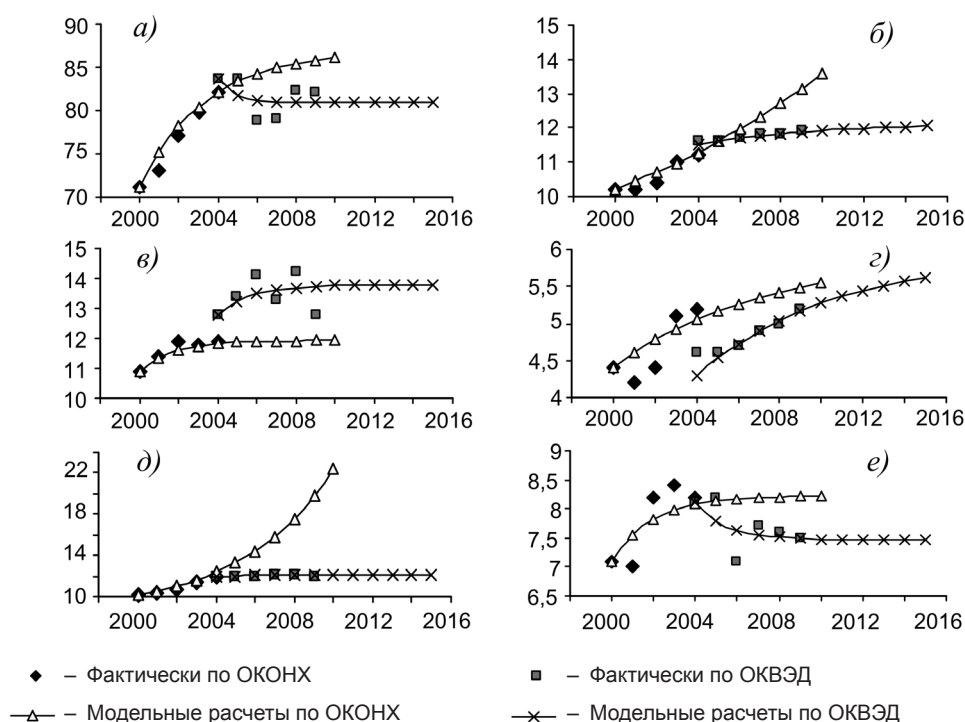 а)
90
85
80
75
70
2000 2004 2008 2012 2016
б)
15
14
13
12
11
10
2000 2004 2008 2012 2016
в)
15
14
13
12
11
10
2000 2004 2008 2012 2016
г)
6
5,5
5
4,5
4
2000 2004 2008 2012 2016
д)
22
18
14
12
10
2000 2004 2008 2012 2016
е)
9
8,5
8
7,5
7
6,5
2000 2004 2008 2012 2016
– Фактически по ОКОНХ
– Фактически по ОКВЭД
– Модельные расчеты по ОКОНХ
– Модельные расчеты по ОКВЭД